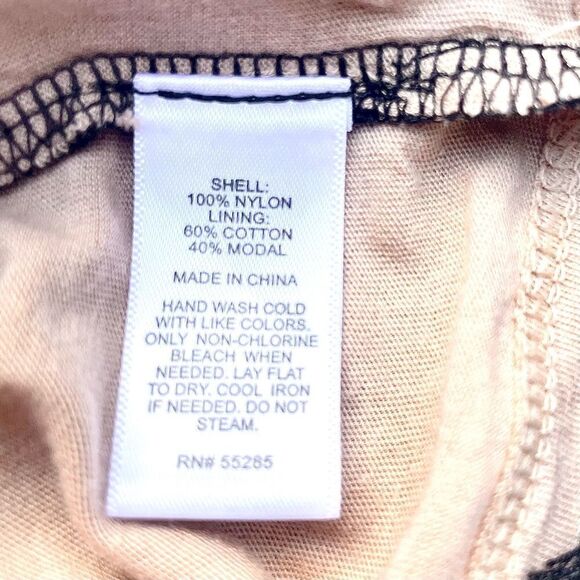 SHELL:
100% NYLON
LINING:
60% COTTON
40% MODAL
MADE IN CHINA
HAND WASH COLD
WITH LIKE COLORS.
ONLY NON-CHLORINE
BLEACH WHEN
NEEDED. LAY FLAT
TO DRY. COOL IRON
IF NEEDED. DO NOT
STEAM.
RN# 55285